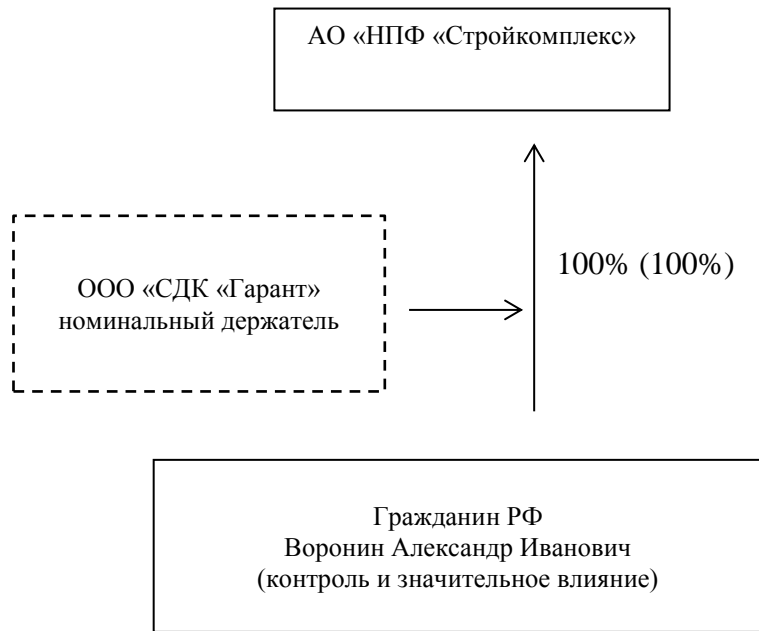 АО «НПФ «Стройкомплекс»
100% (100%)
ООО «СДК «Гарант»
номинальный держатель
Гражданин РФ
Воронин Александр Иванович
(контроль и значительное влияние)